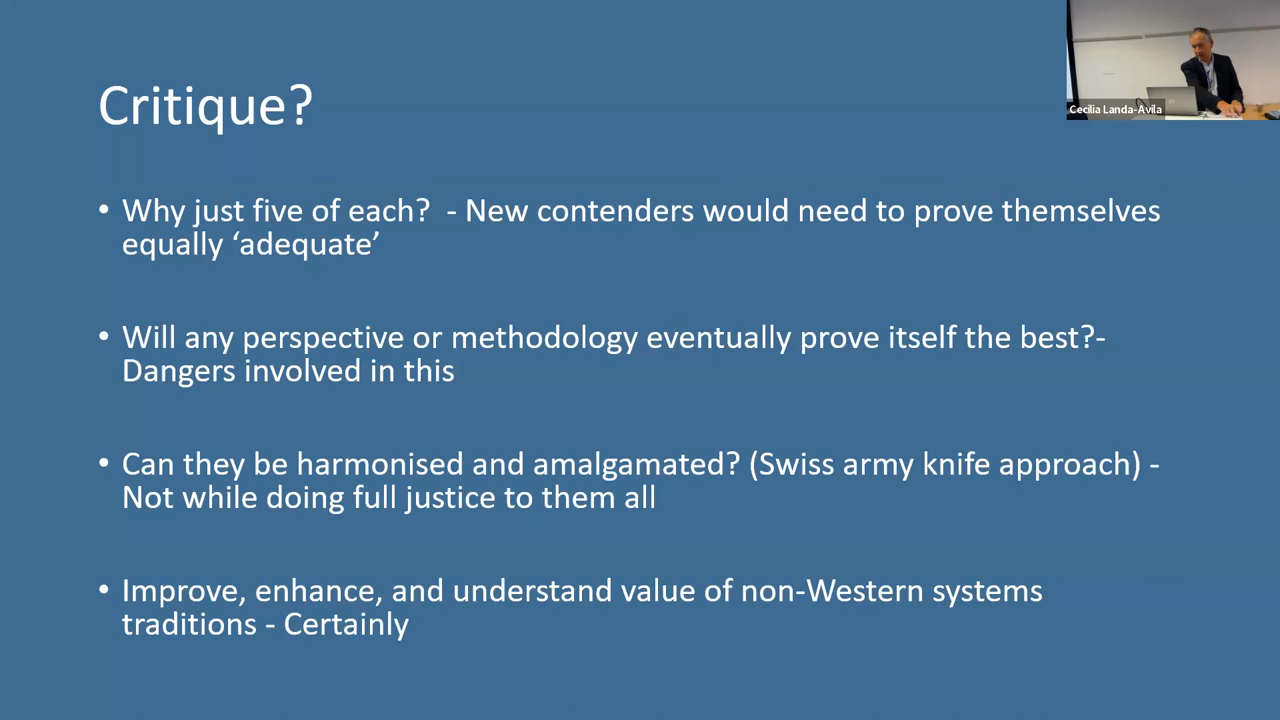 Critique?
Cecilia Landa-Avila
• Why just five of each?  - New contenders would need to prove themselves
equally ‘adequate’
• Will any perspective or methodology eventually prove itself the best?-
Dangers involved in this
• Can they be harmonised and amalgamated? (Swiss army knife approach) -
Not while doing full justice to them all
• Improve, enhance, and understand value of non-Western systems
traditions - Certainly